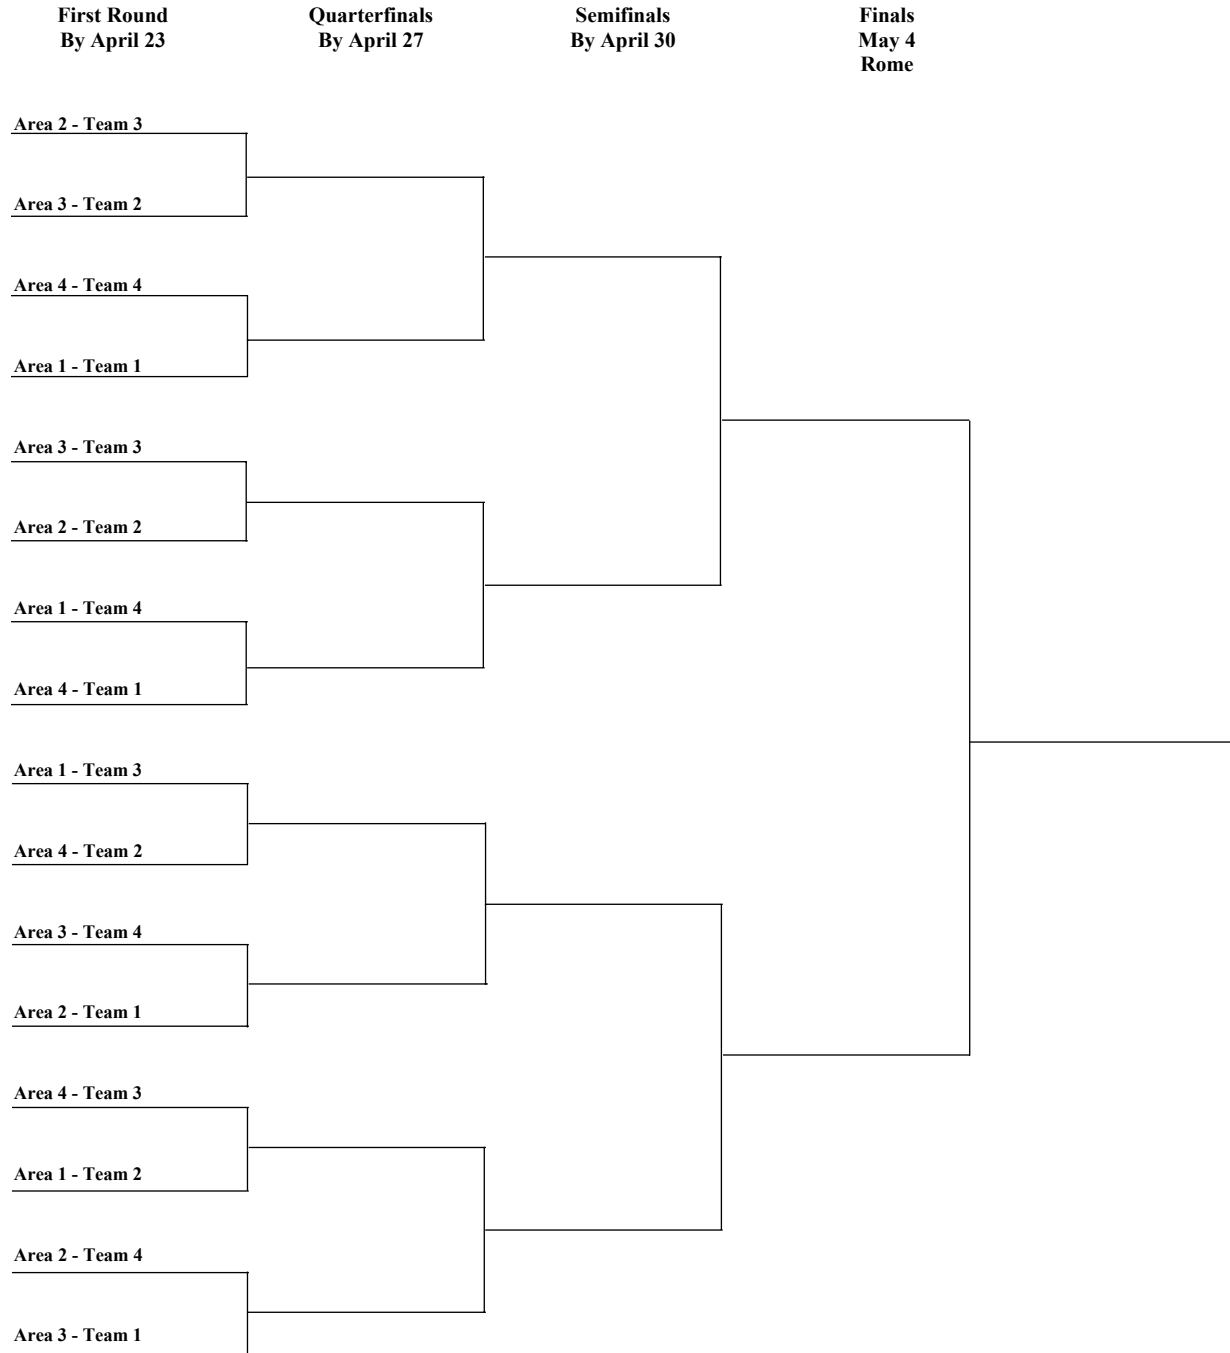 First Round
By April 23
Quarterfinals
By April 27
Semifinals
By April 30
Finals
May 4
Rome
Area 2 - Team 3
Area 3 - Team 2
Area 4 - Team 4
Area 1 - Team 1
Area 3 - Team 3
Area 2 - Team 2
Area 1 - Team 4
Area 4 - Team 1
Area 1 - Team 3
Area 4 - Team 2
Area 3 - Team 4
Area 2 - Team 1
Area 4 - Team 3
Area 1 - Team 2
Area 2 - Team 4
Area 3 - Team 1